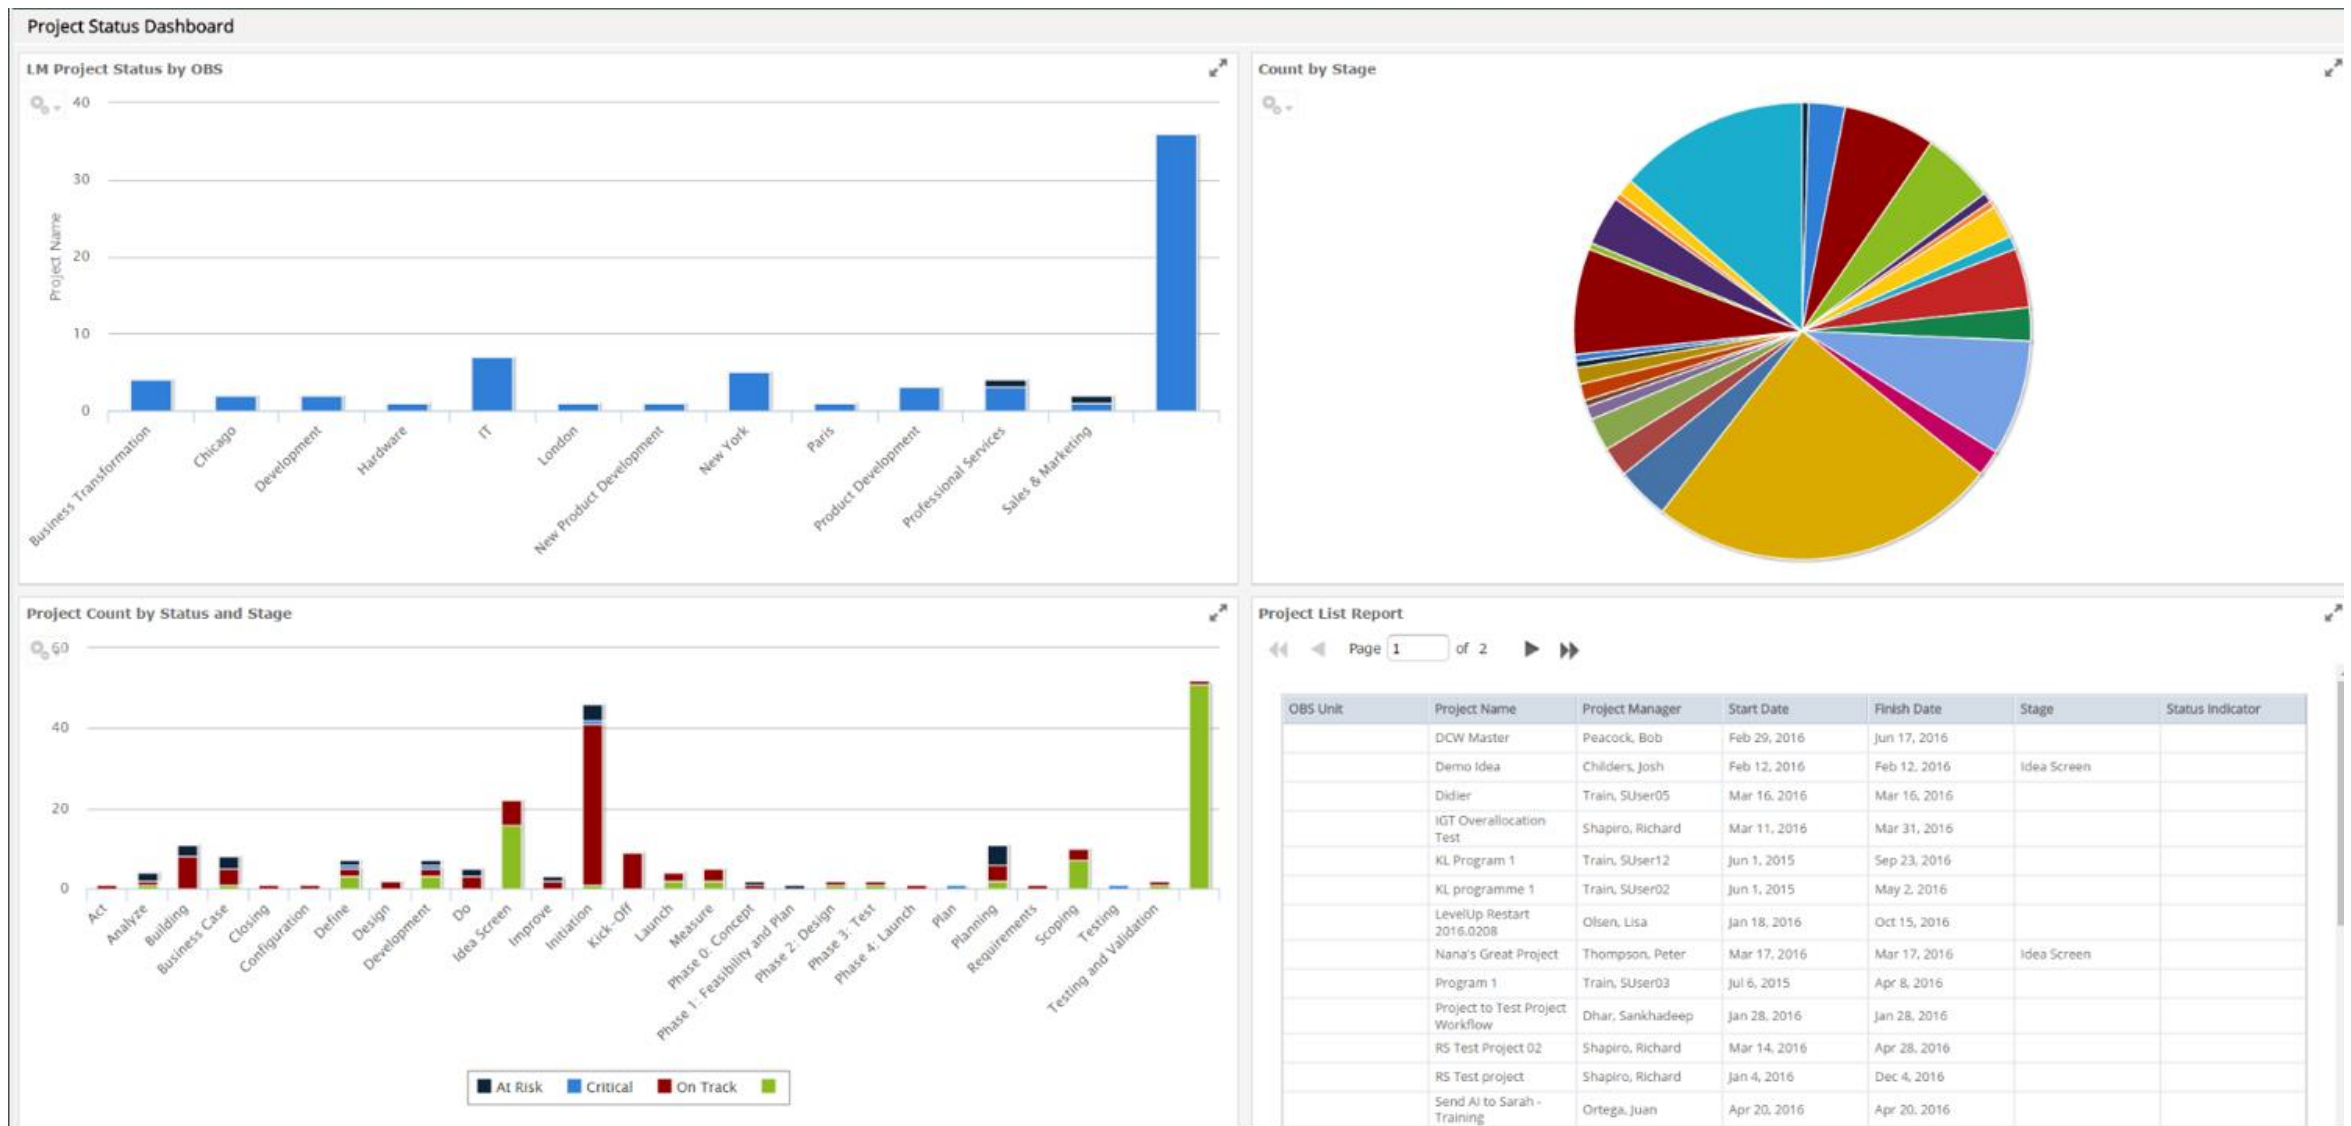 Project Status Dashboard
LM Project Status by OBS
40
30
20
10
0
Project Name
Business Transformation
Chicago
Development
Hardware
IT
London
New Product Development
New York
Paris
Product Development
Professional Services
Sales & Marketing
Count by Stage
Project Count by Status and Stage
60
40
20
0
Act
Analyze
Building
Business Case
Closing
Configuration
Define
Design
Development
Do
Idea Screen
Improve
Initiation
Kick-Off
Launch
Measure
Phase 0: Concept
Phase 1: Feasibility and Plan
Phase 2: Design
Phase 3: Test
Phase 4: Launch
Plan
Planning
Requirements
Scoping
Testing
Testing and Validation
At Risk Critical On Track
Project List Report
Page 1 of 2
OBS Unit Project Name Project Manager Start Date Finish Date Stage Status Indicator
DCW Master Peacock, Bob Feb 29, 2016 Jun 17, 2016
Demo Idea Childers, Josh Feb 12, 2016 Feb 12, 2016 Idea Screen
Didier Train, SUser05 Mar 16, 2016 Mar 16, 2016
IGT Overallocation
Test Shapiro, Richard Mar 11, 2016 Mar 31, 2016
KL Program 1 Train, SUser12 Jun 1, 2015 Sep 23, 2016
KL programme 1 Train, SUser02 Jun 1, 2015 May 2, 2016
LevelUp Restart
2016.0208 Olsen, Lisa Jan 18, 2016 Oct 15, 2016
Nana's Great Project Thompson, Peter Mar 17, 2016 Mar 17, 2016 Idea Screen
Program 1 Train, SUser03 Jul 6, 2015 Apr 8, 2016
Project to Test Project
Workflow Dhar, Sankhadeep Jan 28, 2016 Jan 28, 2016
RS Test Project 02 Shapiro, Richard Mar 14, 2016 Apr 28, 2016
RS Test project Shapiro, Richard Jan 4, 2016 Dec 4, 2016
Send AI to Sarah -
Training Ortega, Juan Apr 20, 2016 Apr 20, 2016